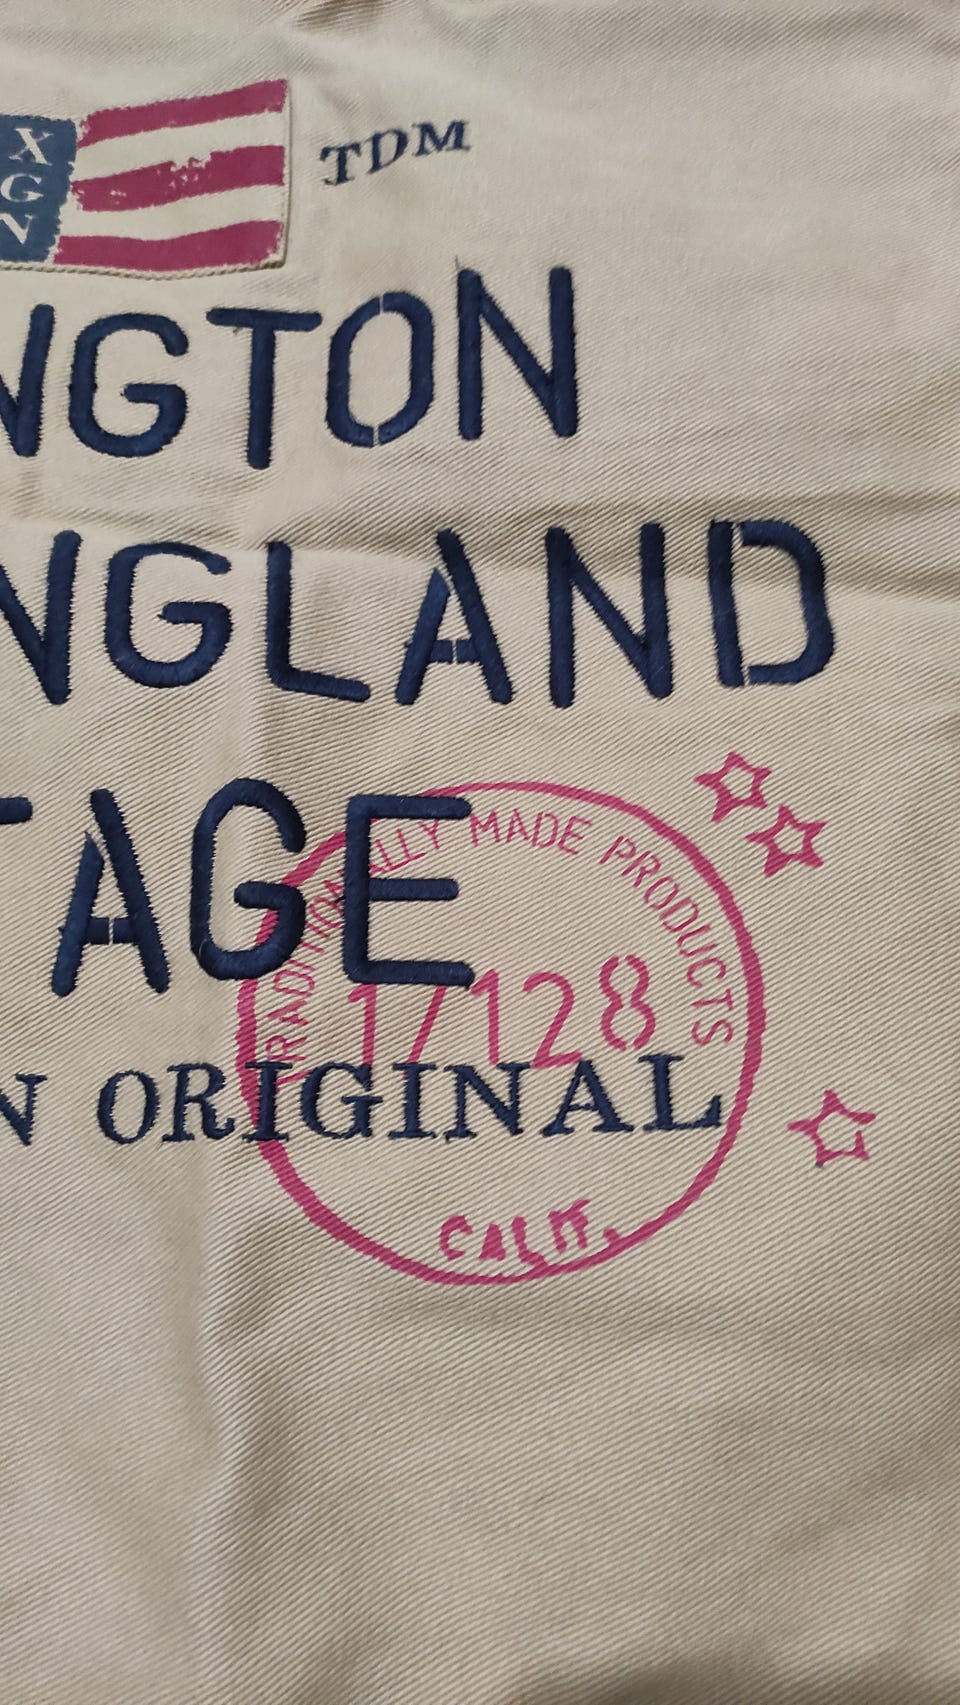 X
G
N
TDM
NGTON
NGLAND
TAGE
TRADITIONALLY MADE PRODUCTS
17128
N ORIGINAL
CALIF.